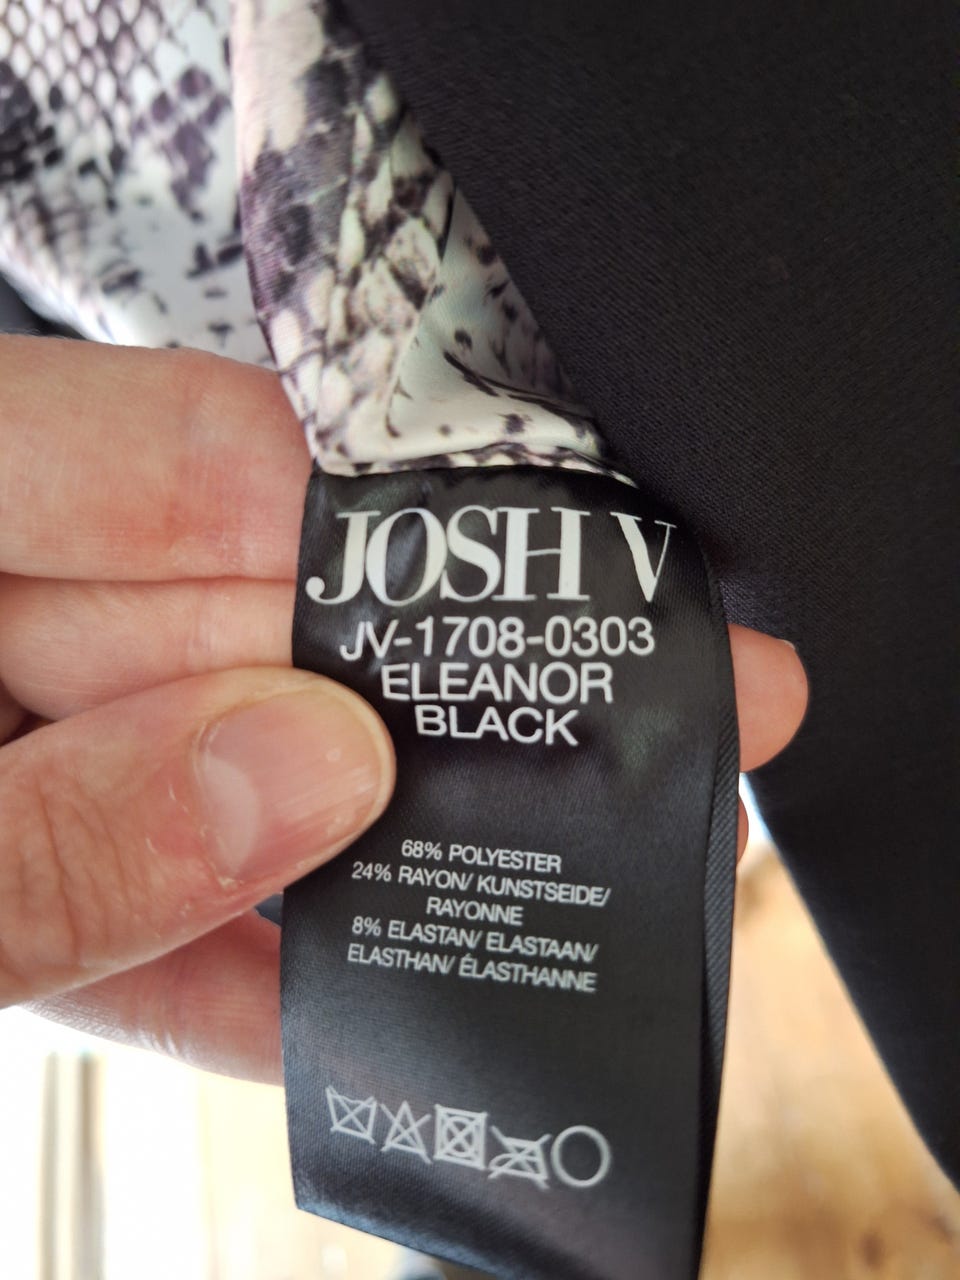 JOSH V
JV-1708-0303
ELEANOR
BLACK
68% POLYESTER
24% RAYON/ KUNSTSEIDE/
RAYONNE
8% ELASTAN/ ELASTAAN/
ELASTHAN/ ÉLASTHANNE